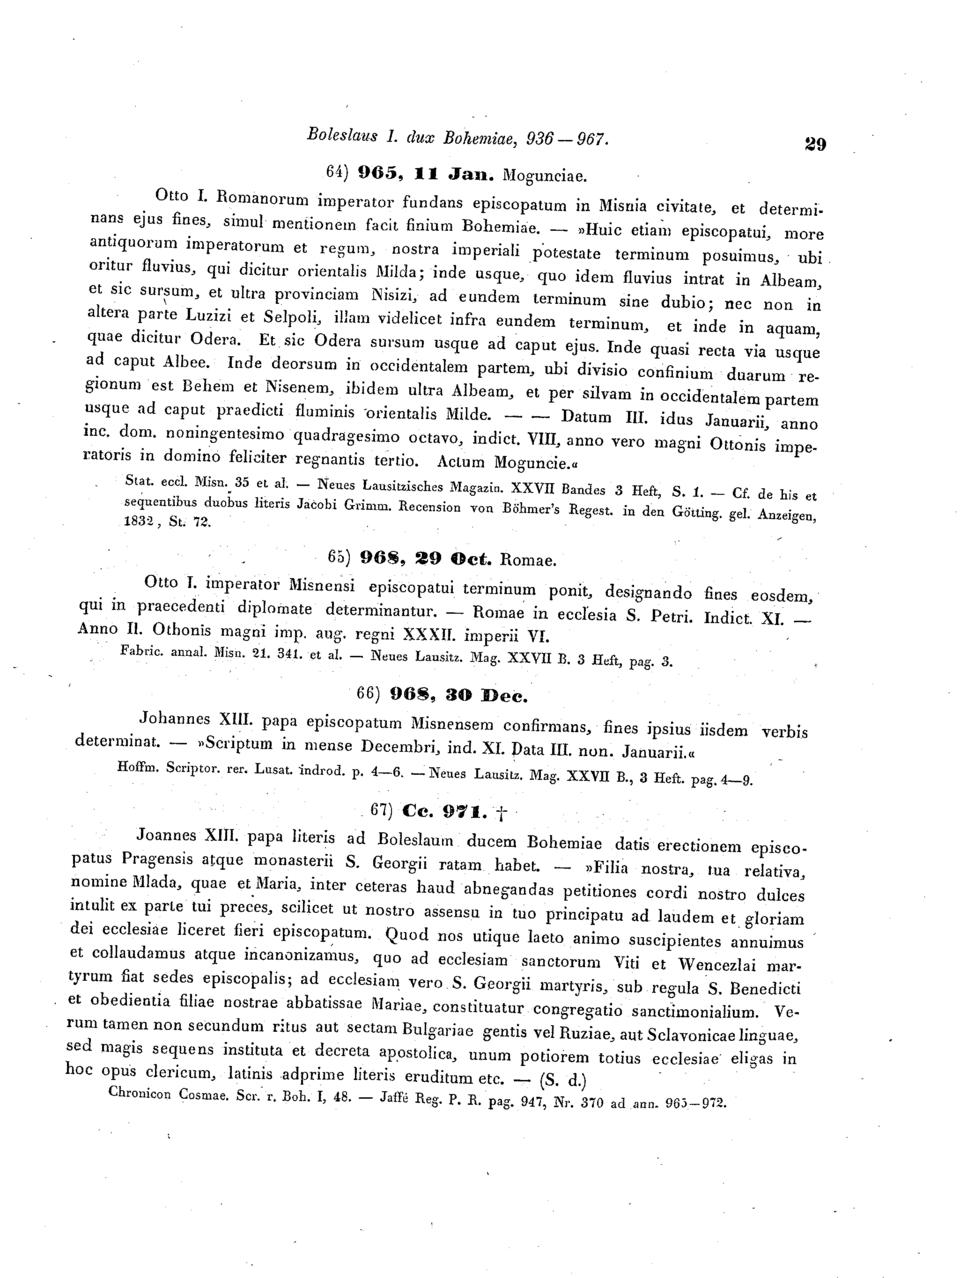 Boleslaus I. dux Bohemiae, 936 — 967.
29
64) 965, 11 Jan. Mogunciae.
Otto I. Romanorum imperator fundans episcopatum in Misnia civitate, et determi-
nans ejus fines, simul mentionem facit finium Bohemiae. — »Huic etiam episcopatui, more
antiquorum imperatorum et regum, nostra imperiali potestate terminum posuimus, ubi
oritur fluvius, qui dicitur orientalis Milda; inde usque, quo idem fluvius intrat in Albeam,
et sic sursum, et ultra provinciam Nisizi, ad eundem terminum sine dubio; nec non in
altera parte Luzizi et Selpoli, illam videlicet infra eundem terminum, et inde in aquam,
quae dicitur Odera. Et sic Odera sursum usque ad caput ejus. Inde quasi recta via usque
ad caput Albee. Inde deorsum in occidentalem partem, ubi divisio confinium duarum re-
gionum est Behem et Nisenem, ibidem ultra Albeam, et per silvam in occidentalem partem
usque ad caput praedicti fluminis orientalis Milde. — — Datum III. idus Januarii, anno
inc. dom. noningentesimo quadragesimo octavo, indict. VIII, anno vero magni Ottonis impe-
ratoris in domino feliciter regnantis tertio. Actum Moguncie.«
Stat. eccl. Misn. 35 et al. — Neues Lausitzisches Magazin. XXVII Bandes 3 Heft, S. 1. — Cf. de his et
sequentibus duobus literis Jacobi Grimm. Recension von Böhmer's Regest. in den Götting. gel. Anzeigen,
1832, St. 72.
65) 968, 29 Oct. Romae.
Otto I. imperator Misnensi episcopatui terminum ponit, designando fines eosdem,
qui in praecedenti diplomate determinantur. — Romae in ecclesia S. Petri. Indict. XI. —
Anno II. Othonis magni imp. aug. regni XXXII. imperii VI.
Fabric. annal. Misn. 21. 341. et al. — Neues Lausitz. Mag. XXVII B. 3 Heft, pag. 3.
66) 968, 30 Dec.
Johannes XIII. papa episcopatum Misnensem confirmans, fines ipsius iisdem verbis
determinat. — »Scriptum in mense Decembri, ind. XI. Data III. non. Januarii.«
Hoffm. Scriptor. rer. Lusat. indrod. p. 4—6. — Neues Lausitz. Mag. XXVII B., 3 Heft. pag. 4—9.
67) Cc. 971. †
Joannes XIII. papa literis ad Boleslaum ducem Bohemiae datis erectionem episco-
patus Pragensis atque monasterii S. Georgii ratam habet. — »Filia nostra, tua relativa,
nomine Mlada, quae et Maria, inter ceteras haud abnegandas petitiones cordi nostro dulces
intulit ex parte tui preces, scilicet ut nostro assensu in tuo principatu ad laudem et gloriam
dei ecclesiae liceret fieri episcopatum. Quod nos utique laeto animo suscipientes annuimus
et collaudamus atque incanonizamus, quo ad ecclesiam sanctorum Viti et Wencezlai mar-
tyrum fiat sedes episcopalis; ad ecclesiam vero S. Georgii martyris, sub regula S. Benedicti
et obedientia filiae nostrae abbatissae Mariae, constituatur congregatio sanctimonialium. Ve-
rum tamen non secundum ritus aut sectam Bulgariae gentis vel Ruziae, aut Sclavonicae linguae,
sed magis sequens instituta et decreta apostolica, unum potiorem totius ecclesiae eligas in
hoc opus clericum, latinis adprime literis eruditum etc. — (S. d.)
Chronicon Cosmae. Scr. r. Boh. I, 48. — Jaffé Reg. P. R. pag. 947, Nr. 370 ad ann. 965—972.